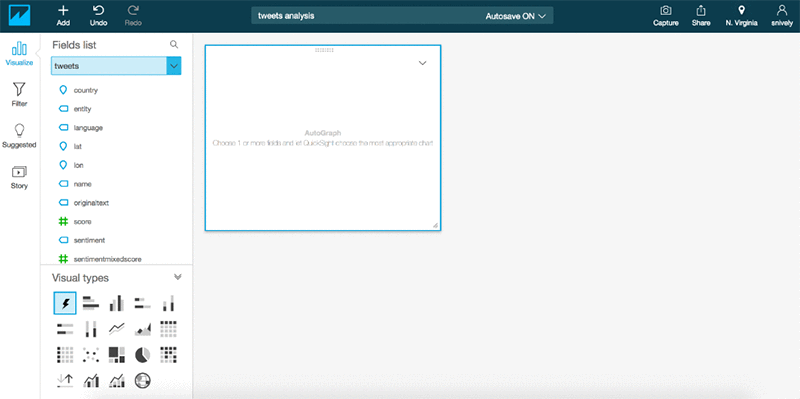 Add
Undo
Redo
tweets analysis
Autosave ON
Capture
Share
N. Virginia
snively
Visualize
Filter
Suggested
Story
Fields list
tweets
country
entity
language
lat
lon
name
originaltext
score
sentiment
sentimentmixedscore
Visual types
AutoGraph
Choose 1 or more fields and let QuickSight choose the most appropriate chart